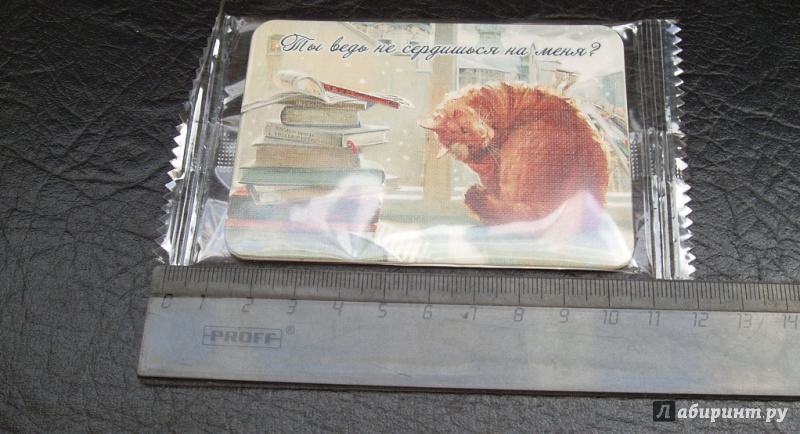 Ты ведь не сердишься на меня?
0 1 2 3 4 5 6 7 8 9 10 11 12 13 14
PROFF®
Лабиринт.ру